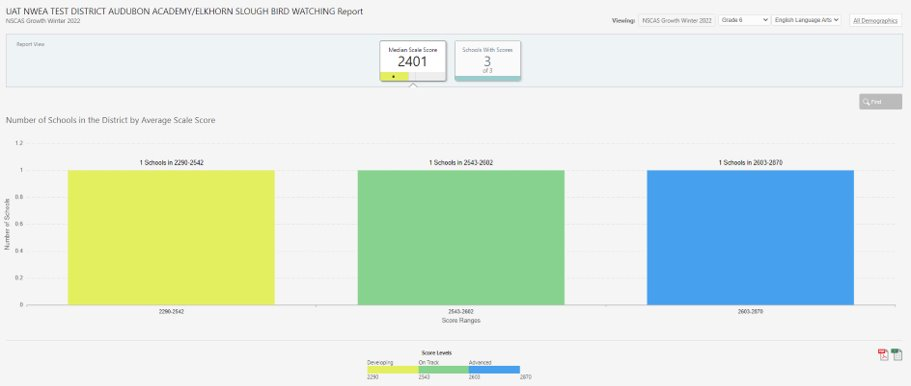 UAT NWEA TEST DISTRICT AUDUBON ACADEMY/ELKHORN SLOUGH BIRD WATCHING Report
NSCAS Growth Winter 2022
Viewing: NSCAS Growth Winter 2022 Grade 6 English Language Arts All Demographics
Report View
Median Scale Score
2401
Schools With Scores
3
of 3
Find
Number of Schools in the District by Average Scale Score
1.2
1
0.8
0.6
0.4
0.2
0
Number of Schools
1 Schools in 2290-2542
1 Schools in 2543-2602
1 Schools in 2603-2870
2290-2542
2543-2602
2603-2870
Score Ranges
Score Levels
Developing On Track Advanced
2290 2543 2603 2870